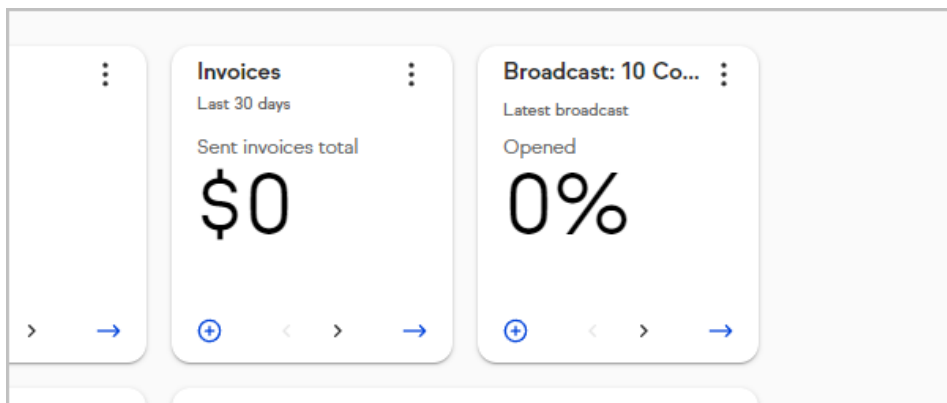 Invoices
Last 30 days
Sent invoices total
$0
Broadcast: 10 Co...
Latest broadcast
Opened
0%